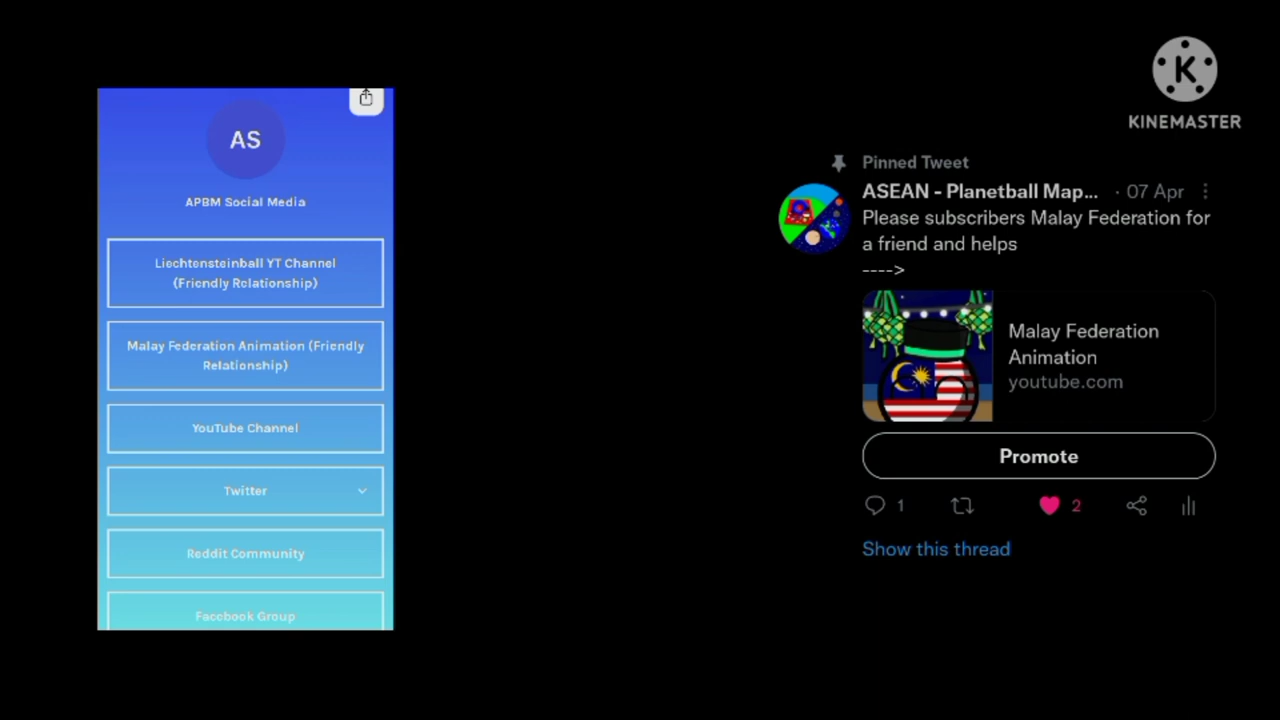 AS
APBM Social Media
Liechtensteinball YT Channel
(Friendly Relationship)
Malay Federation Animation (Friendly
Relationship)
YouTube Channel
Twitter
Reddit Community
Facebook Group
K
KINEMASTER
Pinned Tweet
ASEAN - Planetball Map... · 07 Apr
Please subscribers Malay Federation for
a friend and helps
---->
Malay Federation
Animation
youtube.com
Promote
1
2
Show this thread